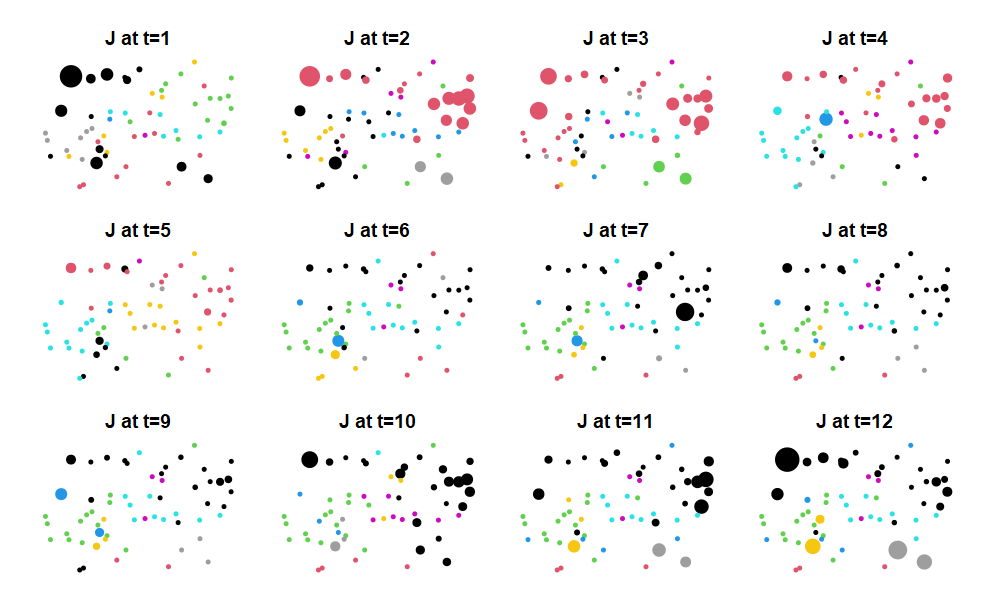 J at t=1
J at t=2
J at t=3
J at t=4
J at t=5
J at t=6
J at t=7
J at t=8
J at t=9
J at t=10
J at t=11
J at t=12